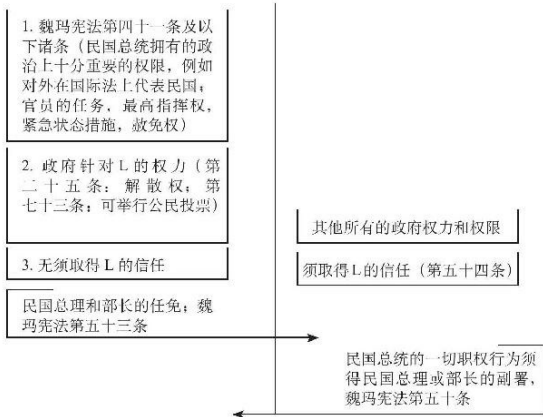 1. 魏玛宪法第四十一条及以
下诸条（民国总统拥有的政
治上十分重要的权限，例如
对外在国际法上代表民国；
官员的任务，最高指挥权，
紧急状态措施，赦免权）
2. 政府针对L的权力（第
二十五条：解散权；第
七十三条：可举行公民投票）
3. 无须取得L的信任
民国总理和部长的任免；魏
玛宪法第五十三条
其他所有的政府权力和权限
须取得L的信任（第五十四条）
民国总统的一切职权行为须
得民国总理或部长的副署，
魏玛宪法第五十条